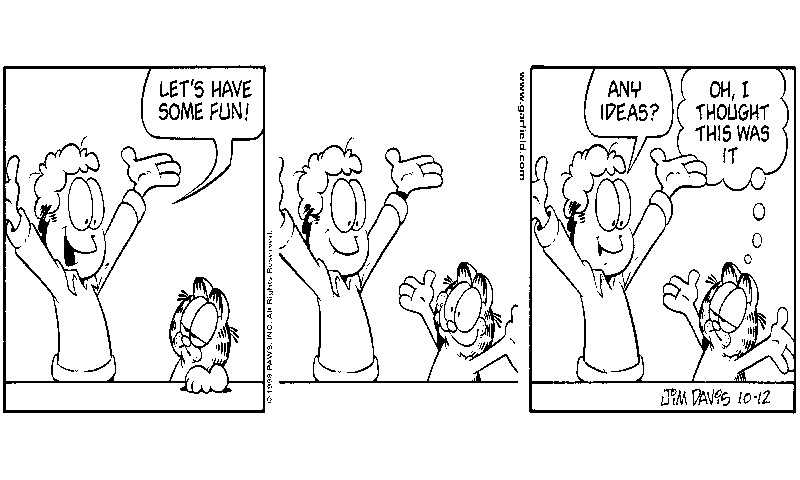 LET'S HAVE
SOME FUN!
© 1998 PAWS, INC. All Rights Reserved.
www.garfield.com
ANY
IDEAS?
OH, I
THOUGHT
THIS WAS
IT
JIM DAVIS 10-12